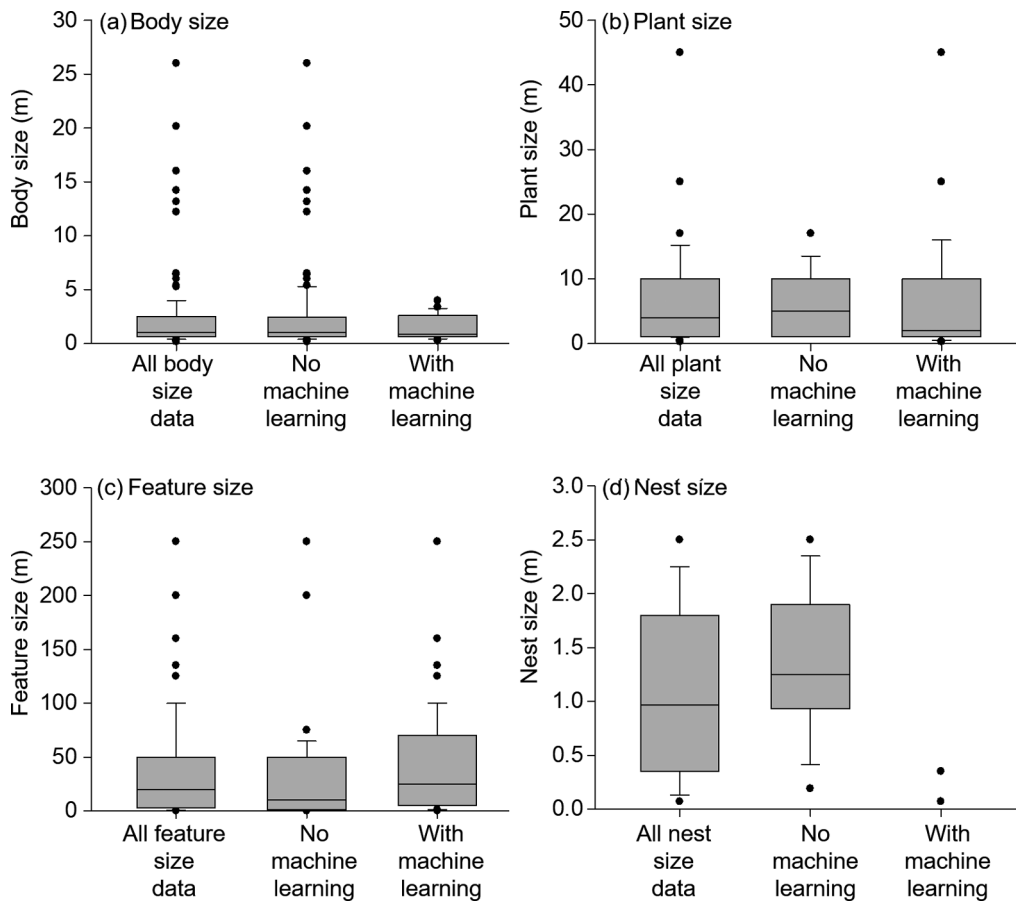 (a) Body size
Body size (m)
30
25
20
15
10
5
0
All body size data
No machine learning
With machine learning
(b) Plant size
Plant size (m)
50
40
30
20
10
0
All plant size data
No machine learning
With machine learning
(c) Feature size
Feature size (m)
300
250
200
150
100
50
0
All feature size data
No machine learning
With machine learning
(d) Nest size
Nest size (m)
3.0
2.5
2.0
1.5
1.0
0.5
0.0
All nest size data
No machine learning
With machine learning